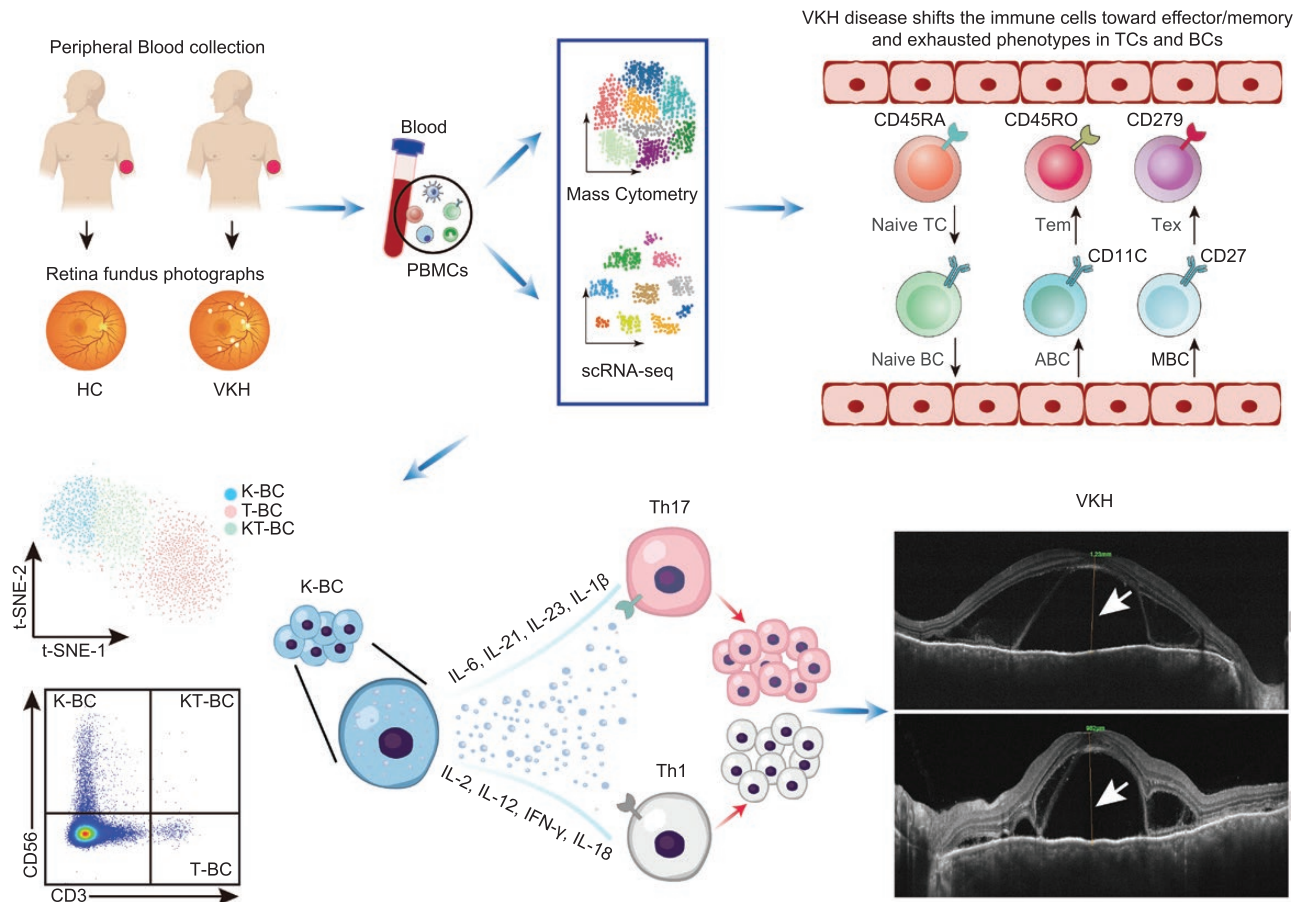 Peripheral Blood collection
Retina fundus photographs
HC
VKH
Blood
PBMCs
Mass Cytometry
scRNA-seq
VKH disease shifts the immune cells toward effector/memory
and exhausted phenotypes in TCs and BCs
CD45RA
CD45RO
CD279
Naive TC
Tem
Tex
CD11C
CD27
Naive BC
ABC
MBC
K-BC
T-BC
KT-BC
t-SNE-2
t-SNE-1
K-BC
KT-BC
T-BC
CD56
CD3
K-BC
IL-6, IL-21, IL-23, IL-1β
IL-2, IL-12, IFN-γ, IL-18
Th17
Th1
VKH
1.23mm
962μm